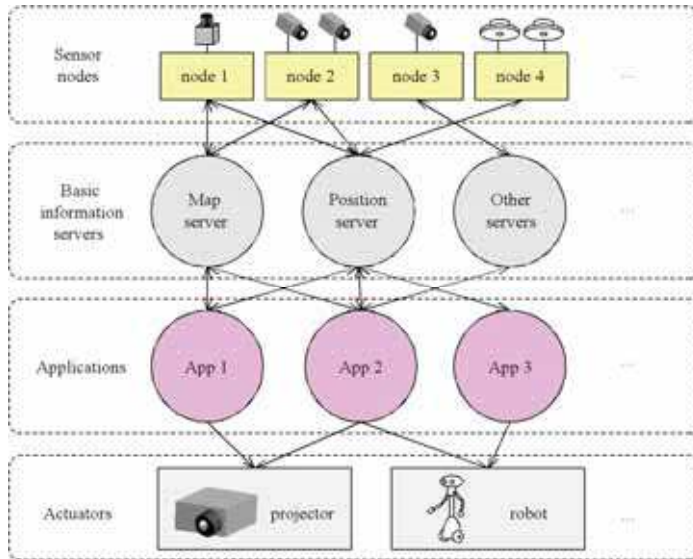 Sensor
nodes
node 1
node 2
node 3
node 4
...
Basic
information
servers
Map
server
Position
server
Other
servers
...
Applications
App 1
App 2
App 3
...
Actuators
projector
robot
...